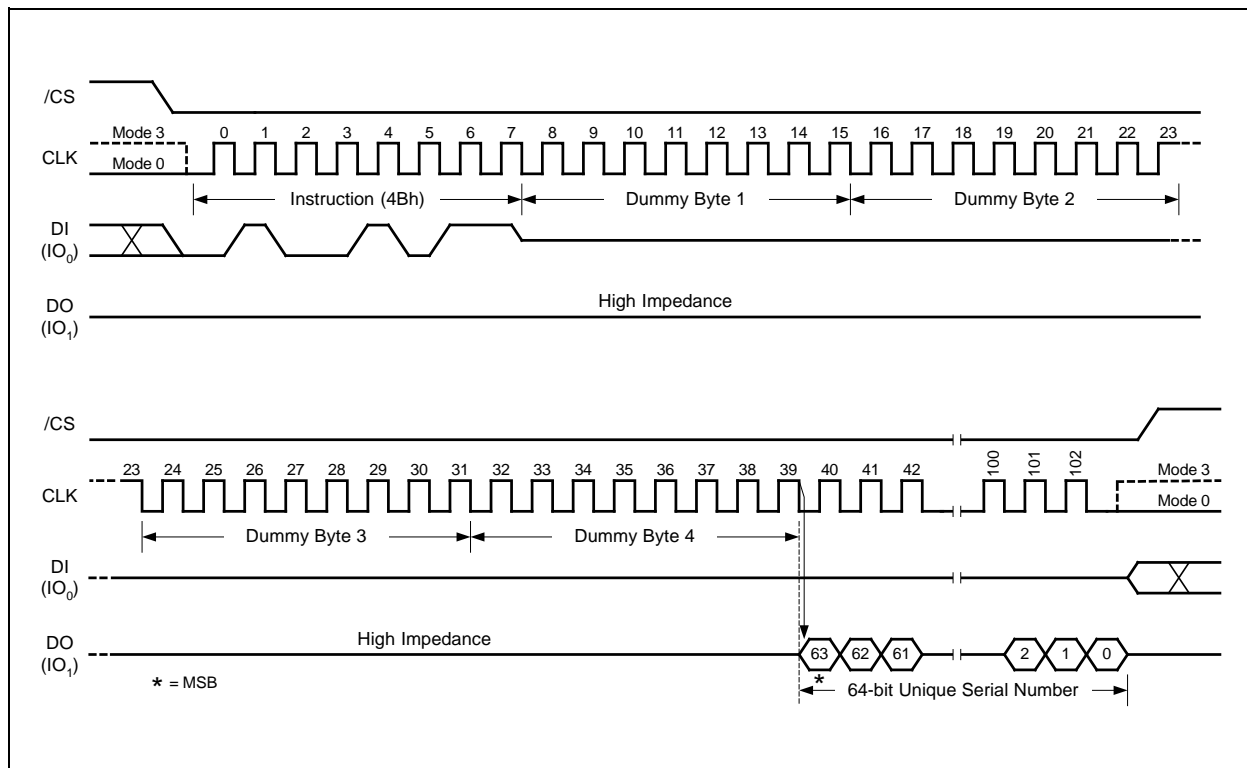 /CS
Mode 3 0 1 2 3 4 5 6 7 8 9 10 11 12 13 14 15 16 17 18 19 20 21 22 23
CLK
Mode 0
Instruction (4Bh) Dummy Byte 1 Dummy Byte 2
DI
(IO0)
High Impedance
DO
(IO1)
/CS
23 24 25 26 27 28 29 30 31 32 33 34 35 36 37 38 39 40 41 42 100 101 102 Mode 3
CLK
Mode 0
Dummy Byte 3 Dummy Byte 4
DI
(IO0)
DO
(IO1)
High Impedance
63 62 61 2 1 0
* = MSB
*
64-bit Unique Serial Number